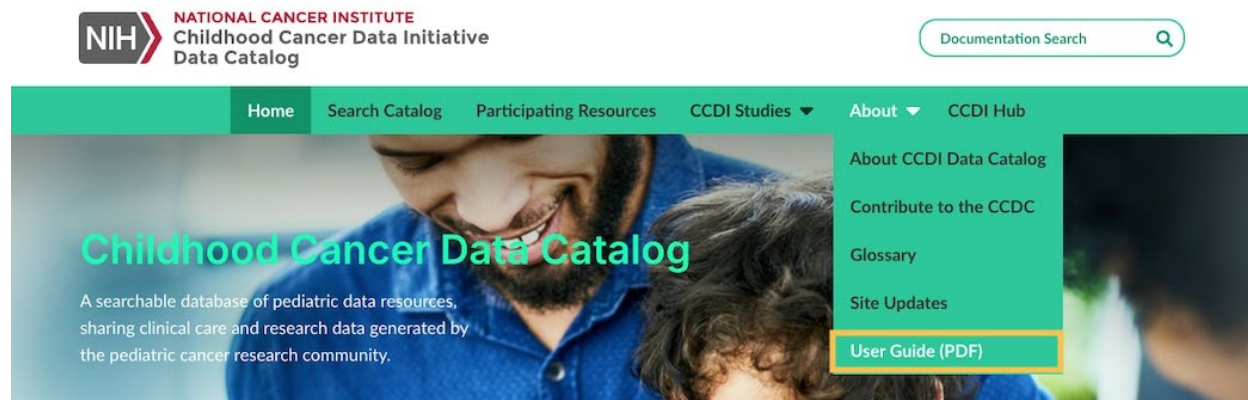 NIH
NATIONAL CANCER INSTITUTE
Childhood Cancer Data Initiative
Data Catalog
Documentation Search
Home
Search Catalog
Participating Resources
CCDI Studies
About
CCDI Hub
About CCDI Data Catalog
Contribute to the CCDC
Glossary
Site Updates
User Guide (PDF)
Childhood Cancer Data Catalog
A searchable database of pediatric data resources,
sharing clinical care and research data generated by
the pediatric cancer research community.